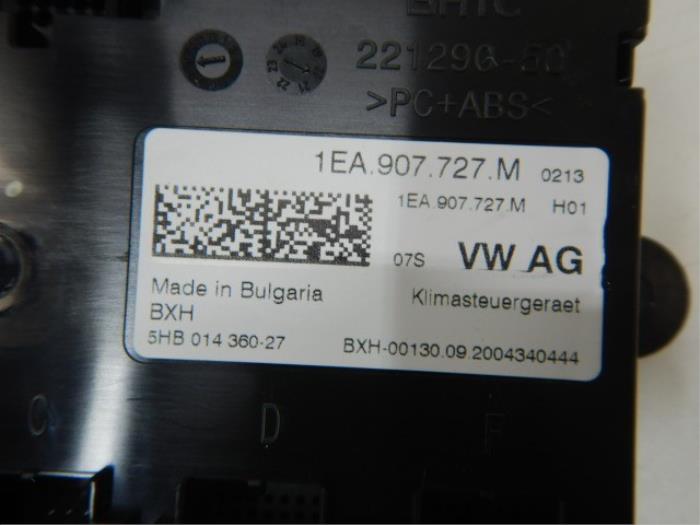 BHTC
221296-50
>PC+ABS<
1EA.907.727.M 0213
1EA.907.727.M H01
07S VW AG
Made in Bulgaria
Klimasteuergeraet
BXH
5HB 014 360-27
BXH-00130.09.2004340444
C D F